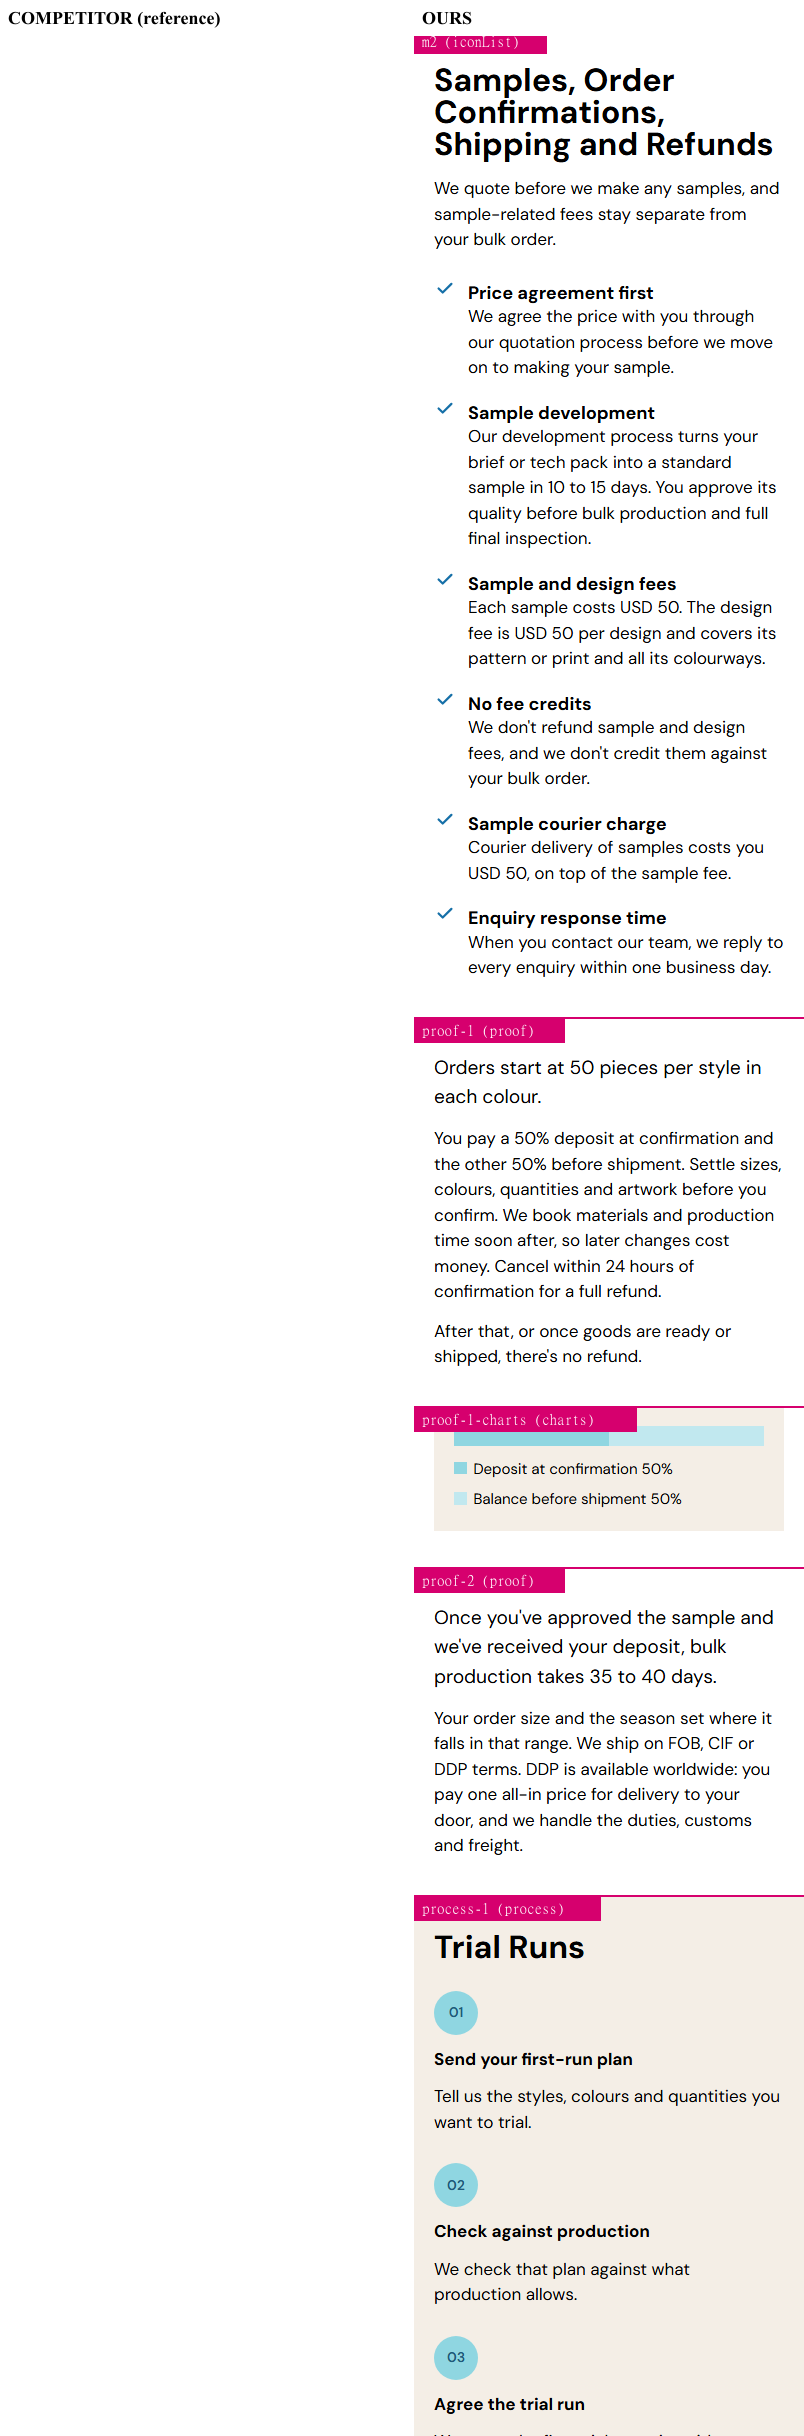 COMPETITOR (reference)
OURS
m2 (iconList)
Samples, Order
Confirmations,
Shipping and Refunds
We quote before we make any samples, and
sample-related fees stay separate from
your bulk order.
Price agreement first
We agree the price with you through
our quotation process before we move
on to making your sample.
Sample development
Our development process turns your
brief or tech pack into a standard
sample in 10 to 15 days. You approve its
quality before bulk production and full
final inspection.
Sample and design fees
Each sample costs USD 50. The design
fee is USD 50 per design and covers its
pattern or print and all its colourways.
No fee credits
We don't refund sample and design
fees, and we don't credit them against
your bulk order.
Sample courier charge
Courier delivery of samples costs you
USD 50, on top of the sample fee.
Enquiry response time
When you contact our team, we reply to
every enquiry within one business day.
proof-1 (proof)
Orders start at 50 pieces per style in
each colour.
You pay a 50% deposit at confirmation and
the other 50% before shipment. Settle sizes,
colours, quantities and artwork before you
confirm. We book materials and production
time soon after, so later changes cost
money. Cancel within 24 hours of
confirmation for a full refund.
After that, or once goods are ready or
shipped, there's no refund.
proof-1-charts (charts)
Deposit at confirmation 50%
Balance before shipment 50%
proof-2 (proof)
Once you've approved the sample and
we've received your deposit, bulk
production takes 35 to 40 days.
Your order size and the season set where it
falls in that range. We ship on FOB, CIF or
DDP terms. DDP is available worldwide: you
pay one all-in price for delivery to your
door, and we handle the duties, customs
and freight.
process-1 (process)
Trial Runs
01
Send your first-run plan
Tell us the styles, colours and quantities you
want to trial.
02
Check against production
We check that plan against what
production allows.
03
Agree the trial run